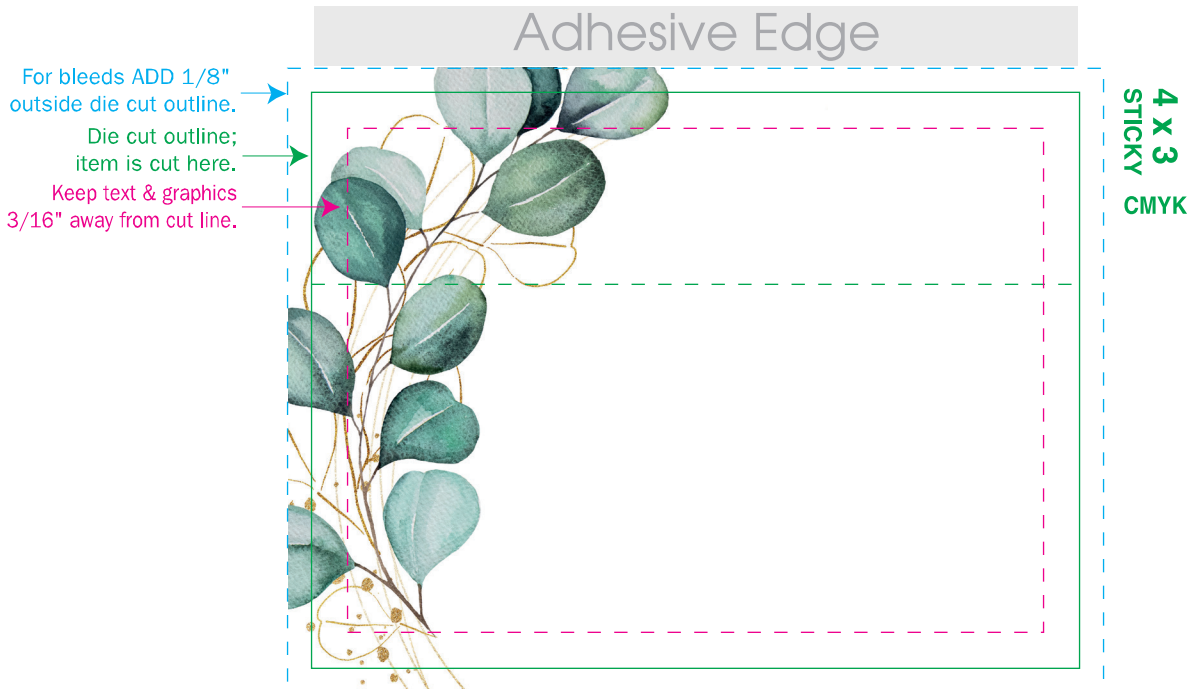 Adhesive Edge
For bleeds ADD 1/8"
outside die cut outline.
Die cut outline;
item is cut here.
Keep text & graphics
3/16" away from cut line.
4 x 3
STICKY
CMYK